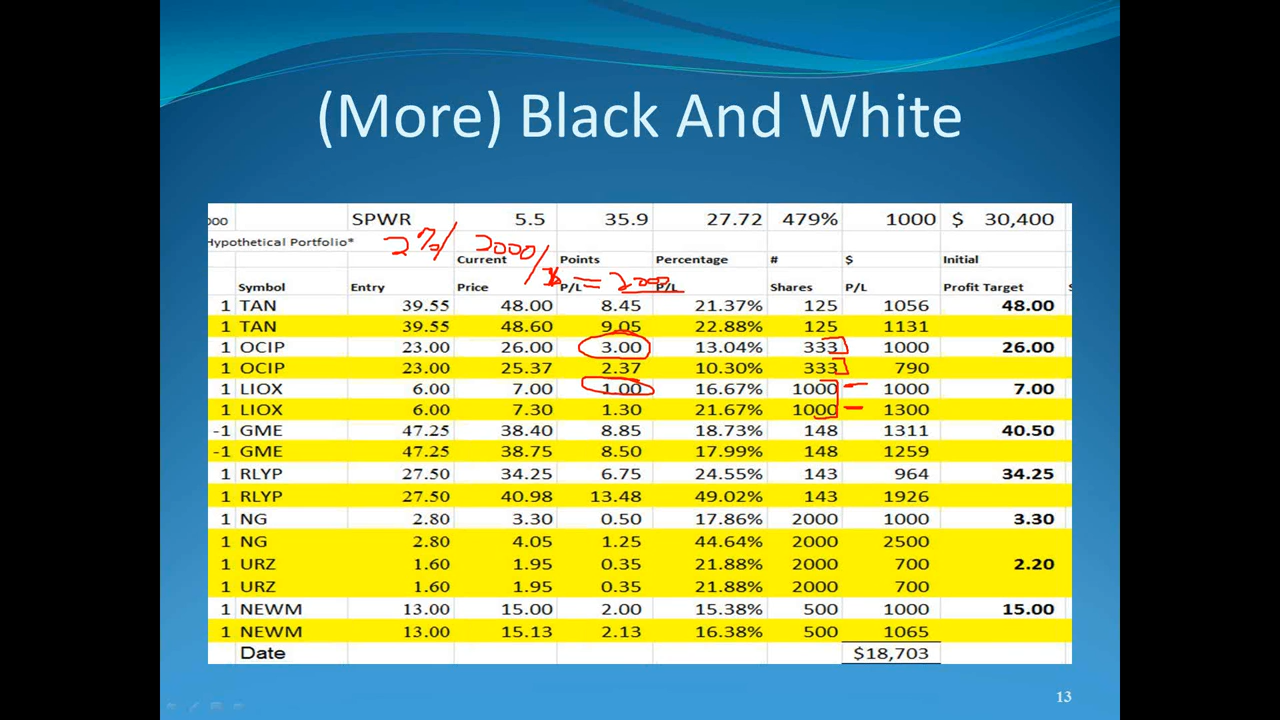 (More) Black And White
SPWR 5.5 35.9 27.72 479% 1000 $ 30,400
Hypothetical Portfolio* 2% 2000
Current Points Percentage # $ Initial
= 2000
Symbol Entry Price P/L P/L Shares P/L Profit Target
1 TAN 39.55 48.00 8.45 21.37% 125 1056 48.00
1 TAN 39.55 48.60 9.05 22.88% 125 1131
1 OCIP 23.00 26.00 3.00 13.04% 333 1000 26.00
1 OCIP 23.00 25.37 2.37 10.30% 333 790
1 LIOX 6.00 7.00 1.00 16.67% 1000 1000 7.00
1 LIOX 6.00 7.30 1.30 21.67% 1000 1300
-1 GME 47.25 38.40 8.85 18.73% 148 1311 40.50
-1 GME 47.25 38.75 8.50 17.99% 148 1259
1 RLYP 27.50 34.25 6.75 24.55% 143 964 34.25
1 RLYP 27.50 40.98 13.48 49.02% 143 1926
1 NG 2.80 3.30 0.50 17.86% 2000 1000 3.30
1 NG 2.80 4.05 1.25 44.64% 2000 2500
1 URZ 1.60 1.95 0.35 21.88% 2000 700 2.20
1 URZ 1.60 1.95 0.35 21.88% 2000 700
1 NEWM 13.00 15.00 2.00 15.38% 500 1000 15.00
1 NEWM 13.00 15.13 2.13 16.38% 500 1065
Date $18,703
13